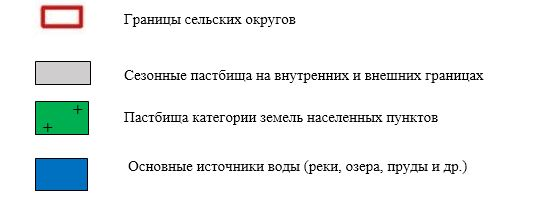 Границы сельских округов
Сезонные пастбища на внутренних и внешних границах
Пастбища категории земель населенных пунктов
Основные источники воды (реки, озера, пруды и др.)